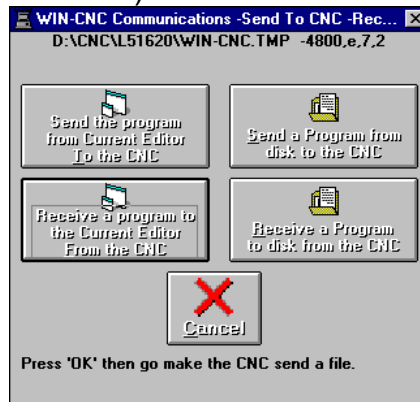 WIN-CNC Communications -Send To CNC -Rec...
D:\CNC\L51620\WIN-CNC.TMP -4800,e,7,2
Send the program
from Current Editor
To the CNC
Send a Program from
disk to the CNC
Receive a program to
the Current Editor
From the CNC
Receive a Program
to disk from the CNC
Cancel
Press 'OK' then go make the CNC send a file.